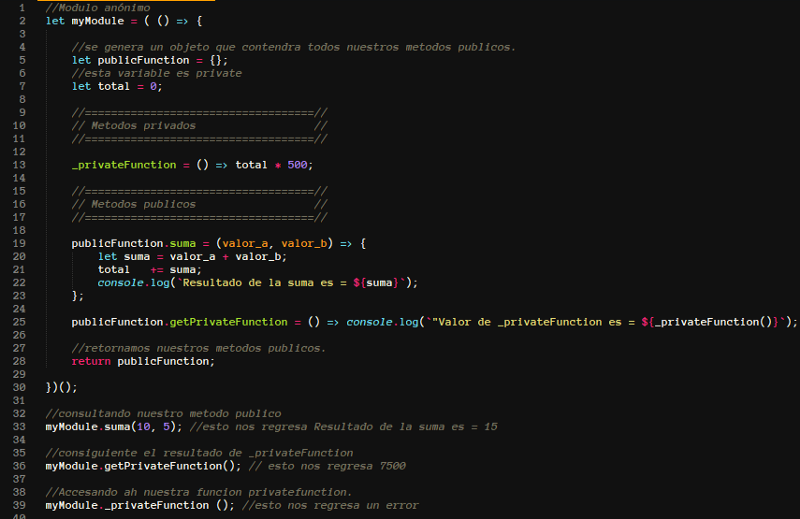 1 //Modulo anónimo
2 let myModule = ( () => {
3
4 //se genera un objeto que contendra todos nuestros metodos publicos.
5 let publicFunction = {};
6 //esta variable es private
7 let total = 0;
8
9 //===================================//
10 // Metodos privados //
11 //===================================//
12
13 _privateFunction = () => total * 500;
14
15 //===================================//
16 // Metodos publicos //
17 //===================================//
18
19 publicFunction.suma = (valor_a, valor_b) => {
20 let suma = valor_a + valor_b;
21 total += suma;
22 console.log(`Resultado de la suma es = ${suma}`);
23 };
24
25 publicFunction.getPrivateFunction = () => console.log(`"Valor de _privateFunction es = ${_privateFunction()}`);
26
27 //retornamos nuestros metodos publicos.
28 return publicFunction;
29
30 })();
31
32 //consultando nuestro metodo publico
33 myModule.suma(10, 5); //esto nos regresa Resultado de la suma es = 15
34
35 //consiguiente el resultado de _privateFunction
36 myModule.getPrivateFunction(); // esto nos regresa 7500
37
38 //Accesando ah nuestra funcion privatefunction.
39 myModule._privateFunction (); //esto nos regresa un error
40